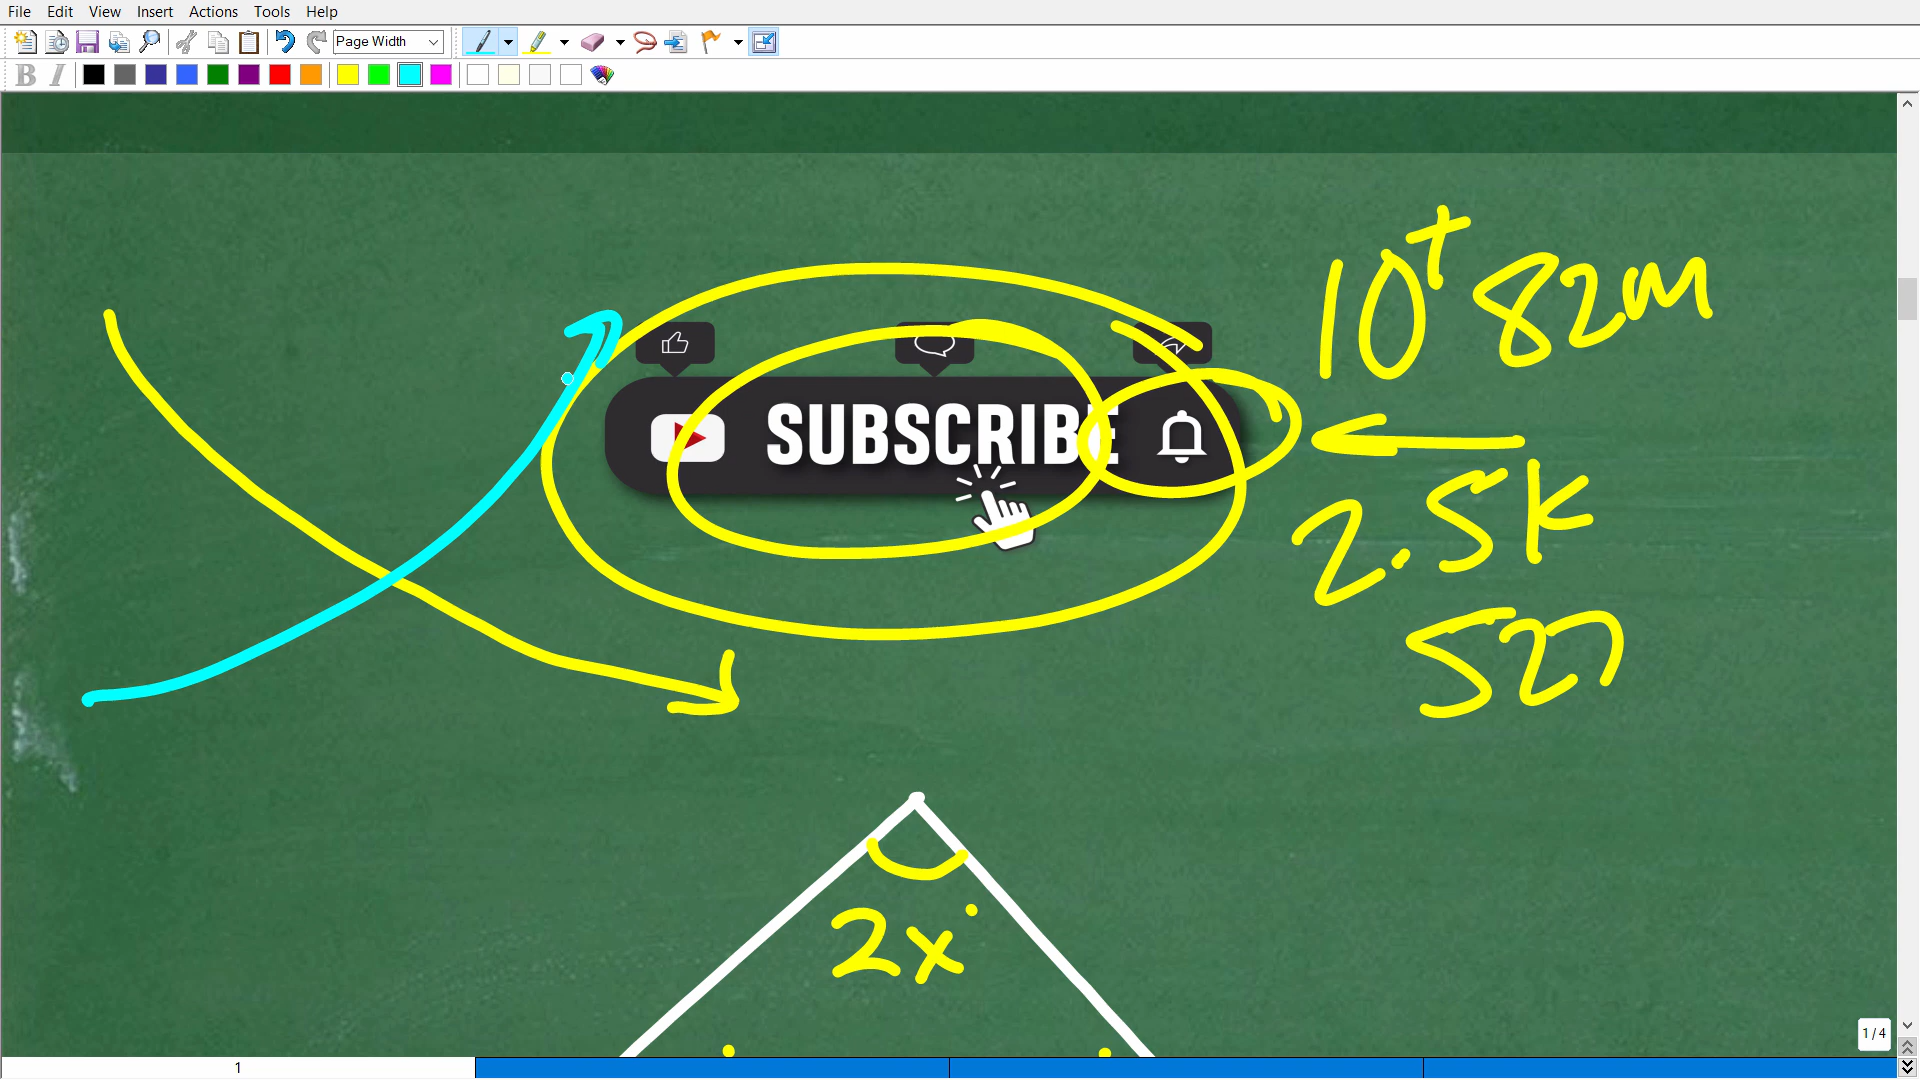 File Edit View Insert Actions Tools Help
Page Width
B I
10+ 82m
SUBSCRIBE
2.5K
527
2x°
1 / 4
1